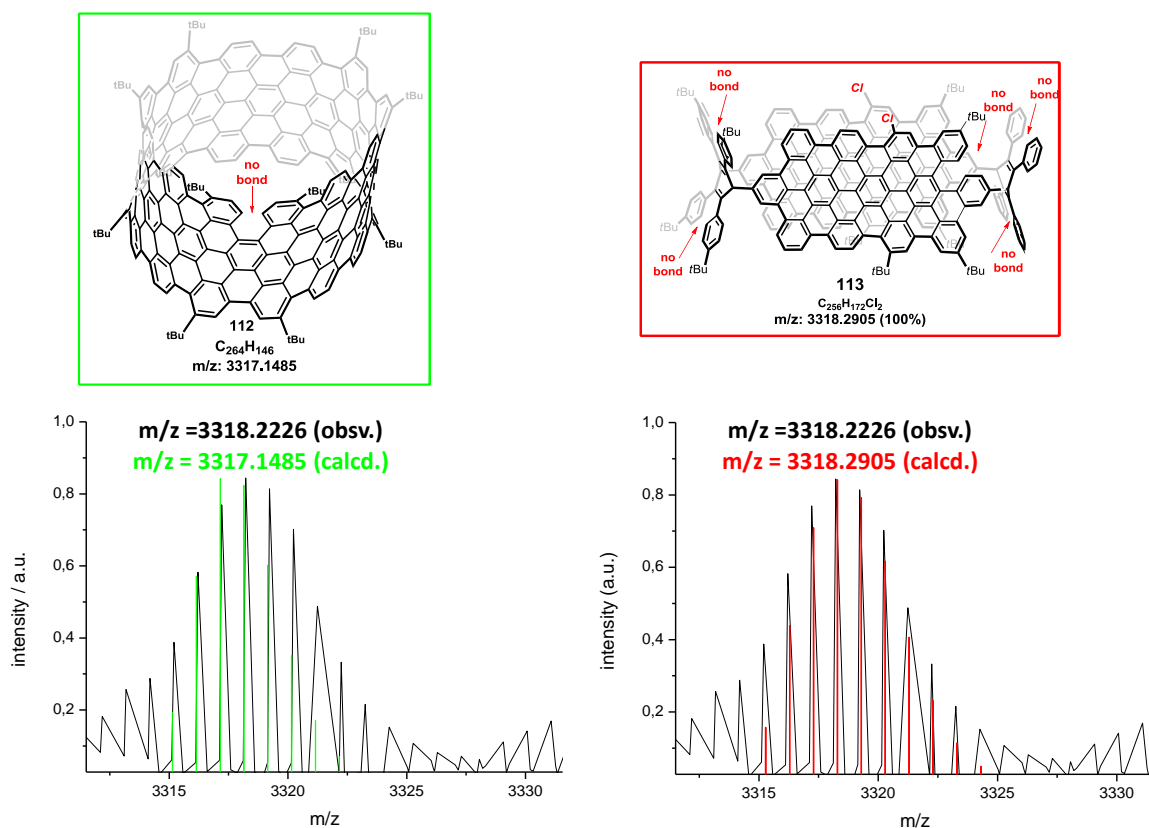 tBu
tBu
tBu
tBu
no
bond
tBu
tBu
tBu
tBu
tBu
tBu
tBu
112
C₂₆₄H₁₄₆
m/z: 3317.1485
no
bond
tBu
Cl
Cl
tBu
tBu
no
bond
no
bond
tBu
tBu
no
bond
tBu
tBu
tBu
tBu
no
bond
113
C₂₅₆H₁₇₂Cl₂
m/z: 3318.2905 (100%)
m/z =3318.2226 (obsv.)
m/z = 3317.1485 (calcd.)
1,0
0,8
0,6
0,4
0,2
intensity / a.u.
3315
3320
3325
3330
m/z
m/z =3318.2226 (obsv.)
m/z = 3318.2905 (calcd.)
1,0
0,8
0,6
0,4
0,2
intensity (a.u.)
3315
3320
3325
3330
m/z